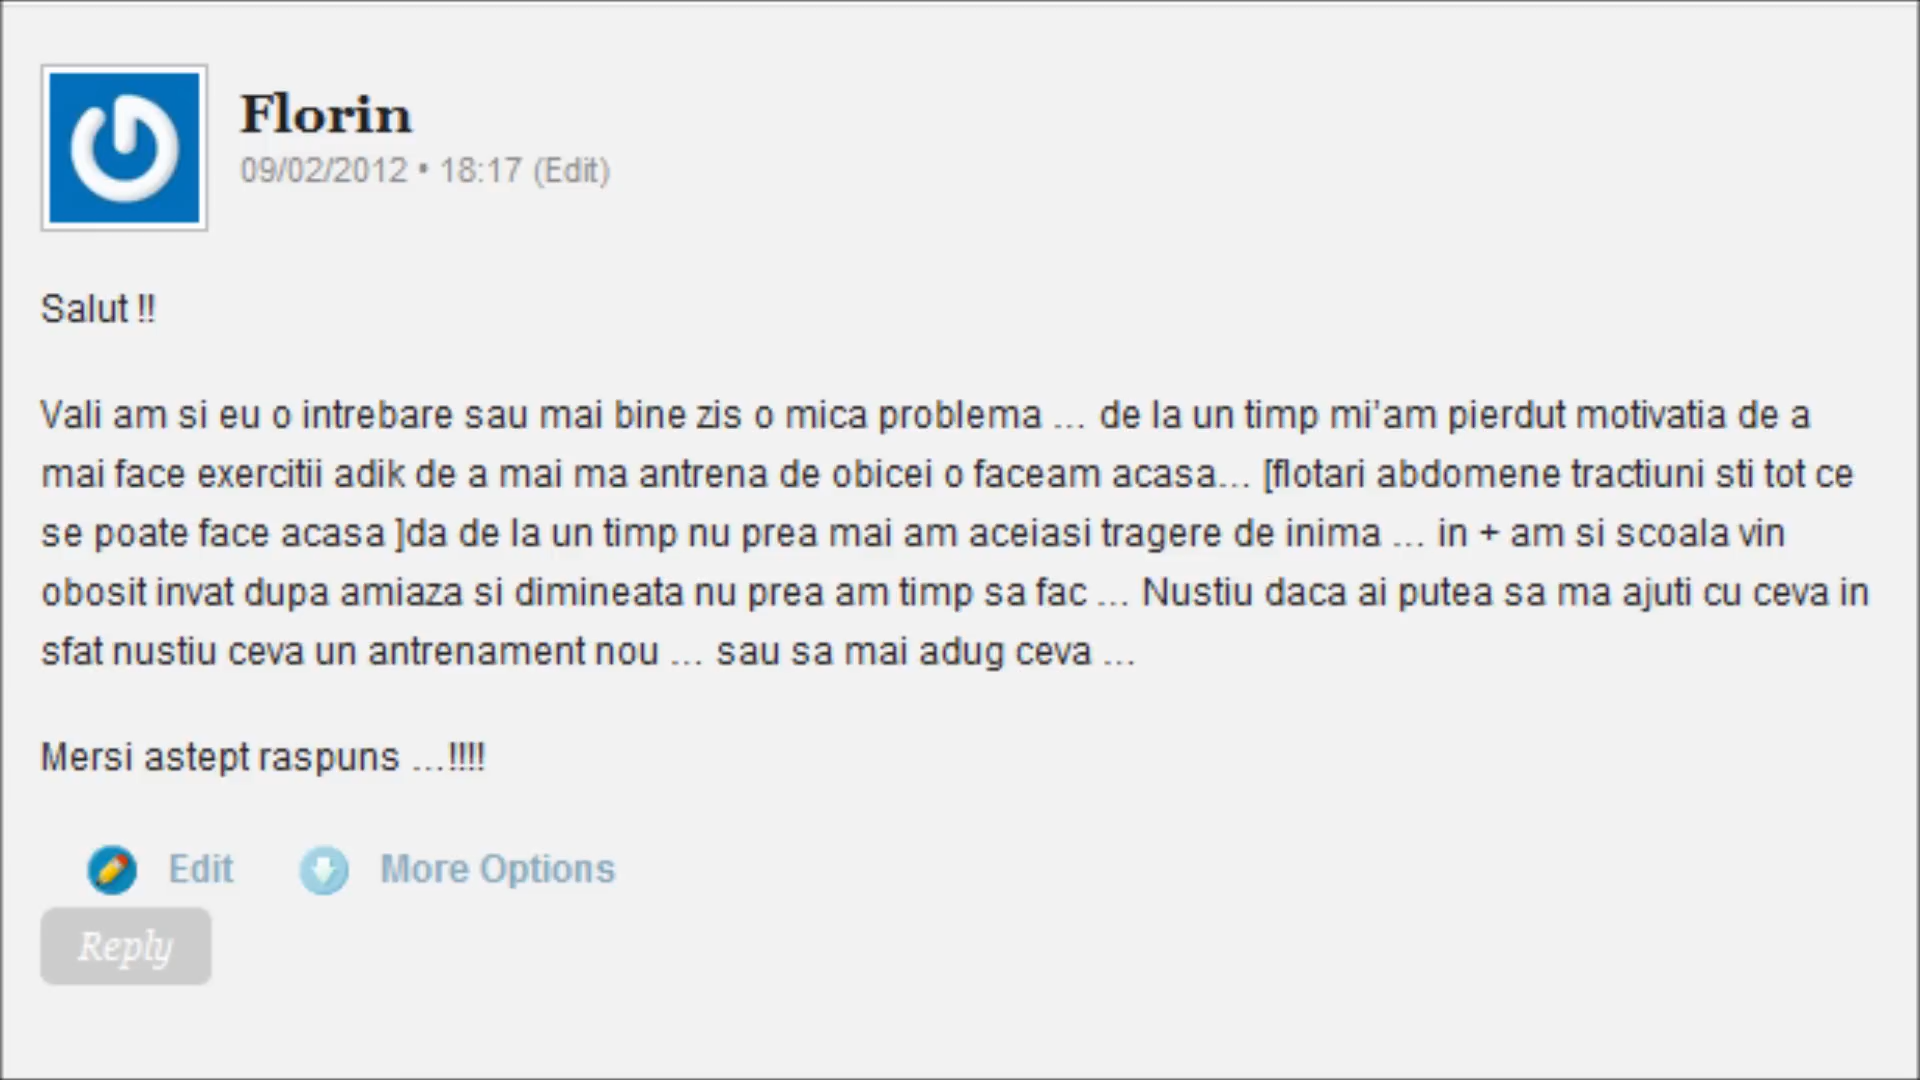 Florin
09/02/2012 • 18:17 (Edit)
Salut !!
Vali am si eu o intrebare sau mai bine zis o mica problema … de la un timp mi’am pierdut motivatia de a
mai face exercitii adik de a mai ma antrena de obicei o faceam acasa… [flotari abdomene tractiuni sti tot ce
se poate face acasa ]da de la un timp nu prea mai am aceiasi tragere de inima … in + am si scoala vin
obosit invat dupa amiaza si dimineata nu prea am timp sa fac … Nustiu daca ai putea sa ma ajuti cu ceva in
sfat nustiu ceva un antrenament nou … sau sa mai adug ceva …
Mersi astept raspuns …!!!!
Edit More Options
Reply